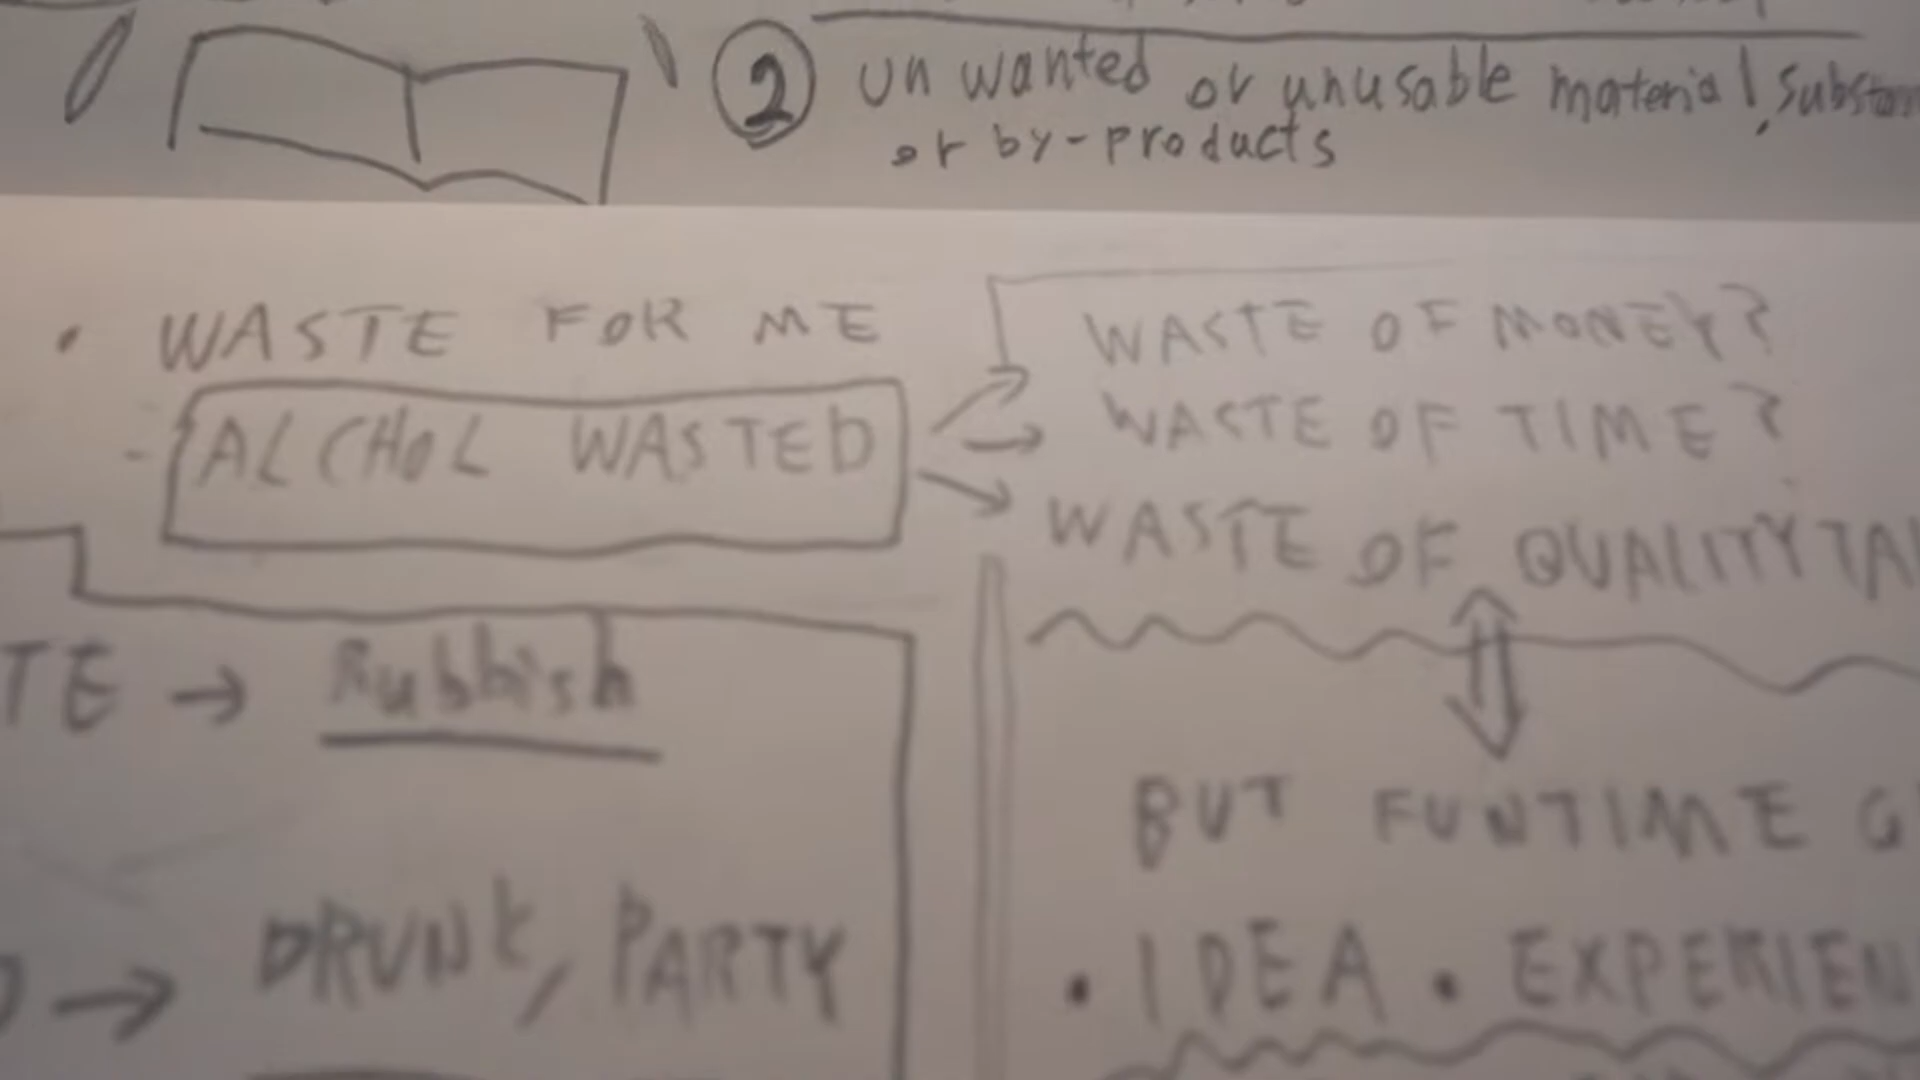 2 un wanted or unusable material, substan
or by-products
• WASTE FOR ME
- ALCHOL WASTED
WASTE OF MONEY?
WASTE OF TIME?
WASTE OF QUALITY TA
TE → Rubbish
→ DRUNK, PARTY
BUT FUNTIME G
• IDEA • EXPERIEN